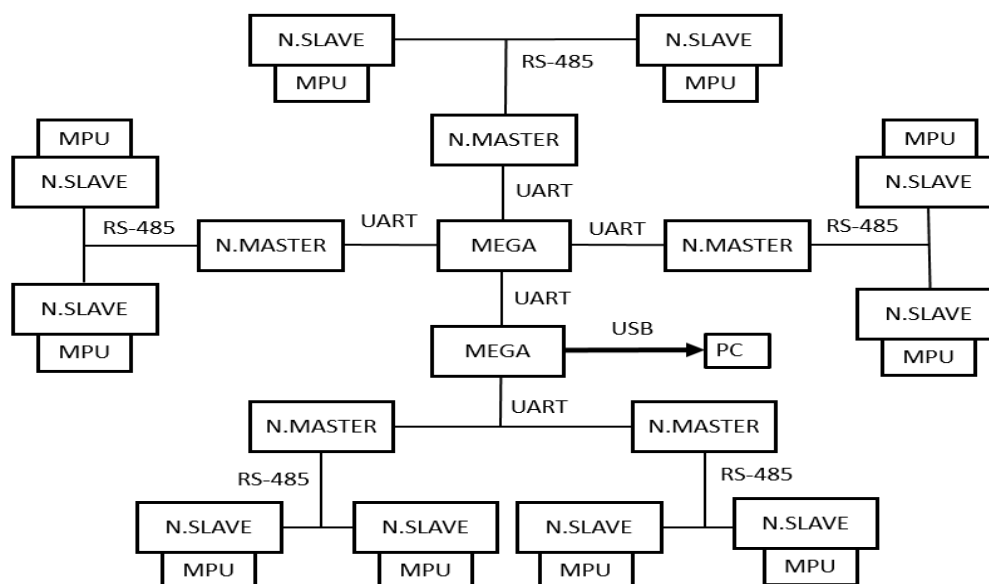 N.SLAVE N.SLAVE
RS-485
MPU MPU
N.MASTER
MPU MPU
N.SLAVE N.SLAVE
UART
RS-485 UART UART RS-485
N.MASTER MEGA N.MASTER
N.SLAVE N.SLAVE
UART
MPU MPU
USB
MEGA PC
UART
N.MASTER N.MASTER
RS-485 RS-485
N.SLAVE N.SLAVE N.SLAVE N.SLAVE
MPU MPU MPU MPU